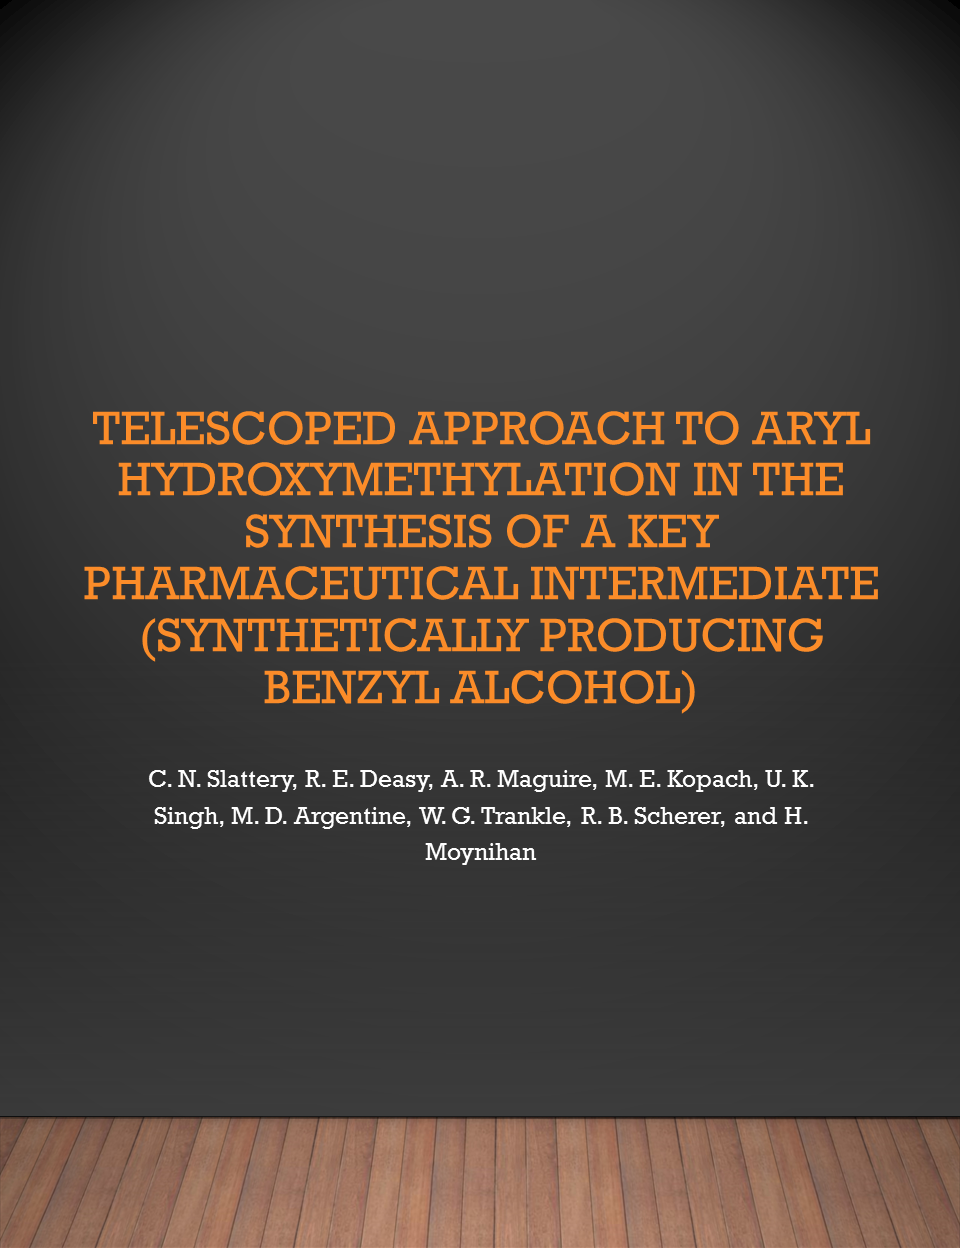 TELESCOPED APPROACH TO ARYL
HYDROXYMETHYLATION IN THE
SYNTHESIS OF A KEY
PHARMACEUTICAL INTERMEDIATE
(SYNTHETICALLY PRODUCING
BENZYL ALCOHOL)
C. N. Slattery, R. E. Deasy, A. R. Maguire, M. E. Kopach, U. K.
Singh, M. D. Argentine, W. G. Trankle, R. B. Scherer, and H.
Moynihan